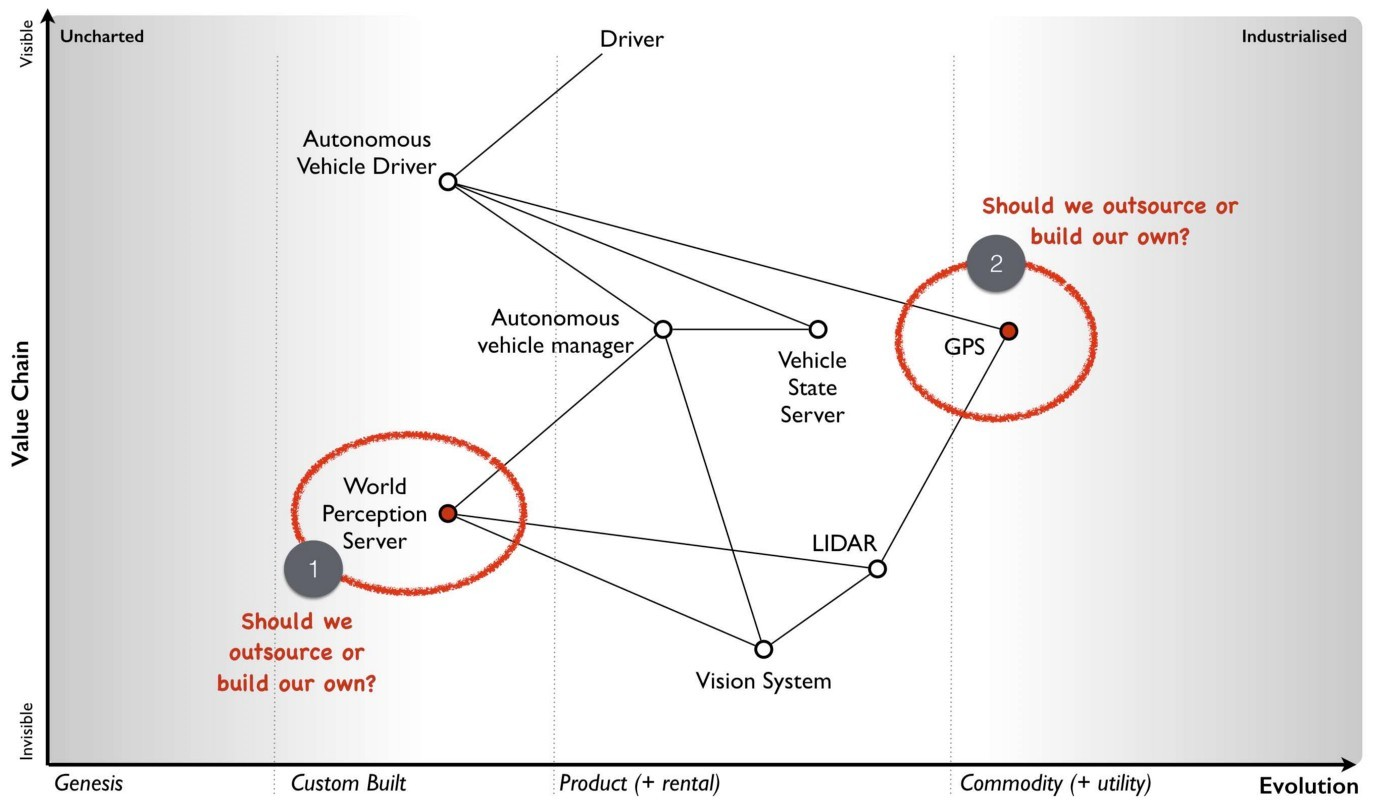 Visible
Uncharted
Driver
Industrialised
Autonomous
Vehicle Driver
Should we outsource or
build our own?
2
Autonomous
vehicle manager
GPS
Vehicle
State
Server
Value Chain
World
Perception
Server
LIDAR
1
Should we
outsource or
build our own?
Vision System
Invisible
Genesis
Custom Built
Product (+ rental)
Commodity (+ utility)
Evolution